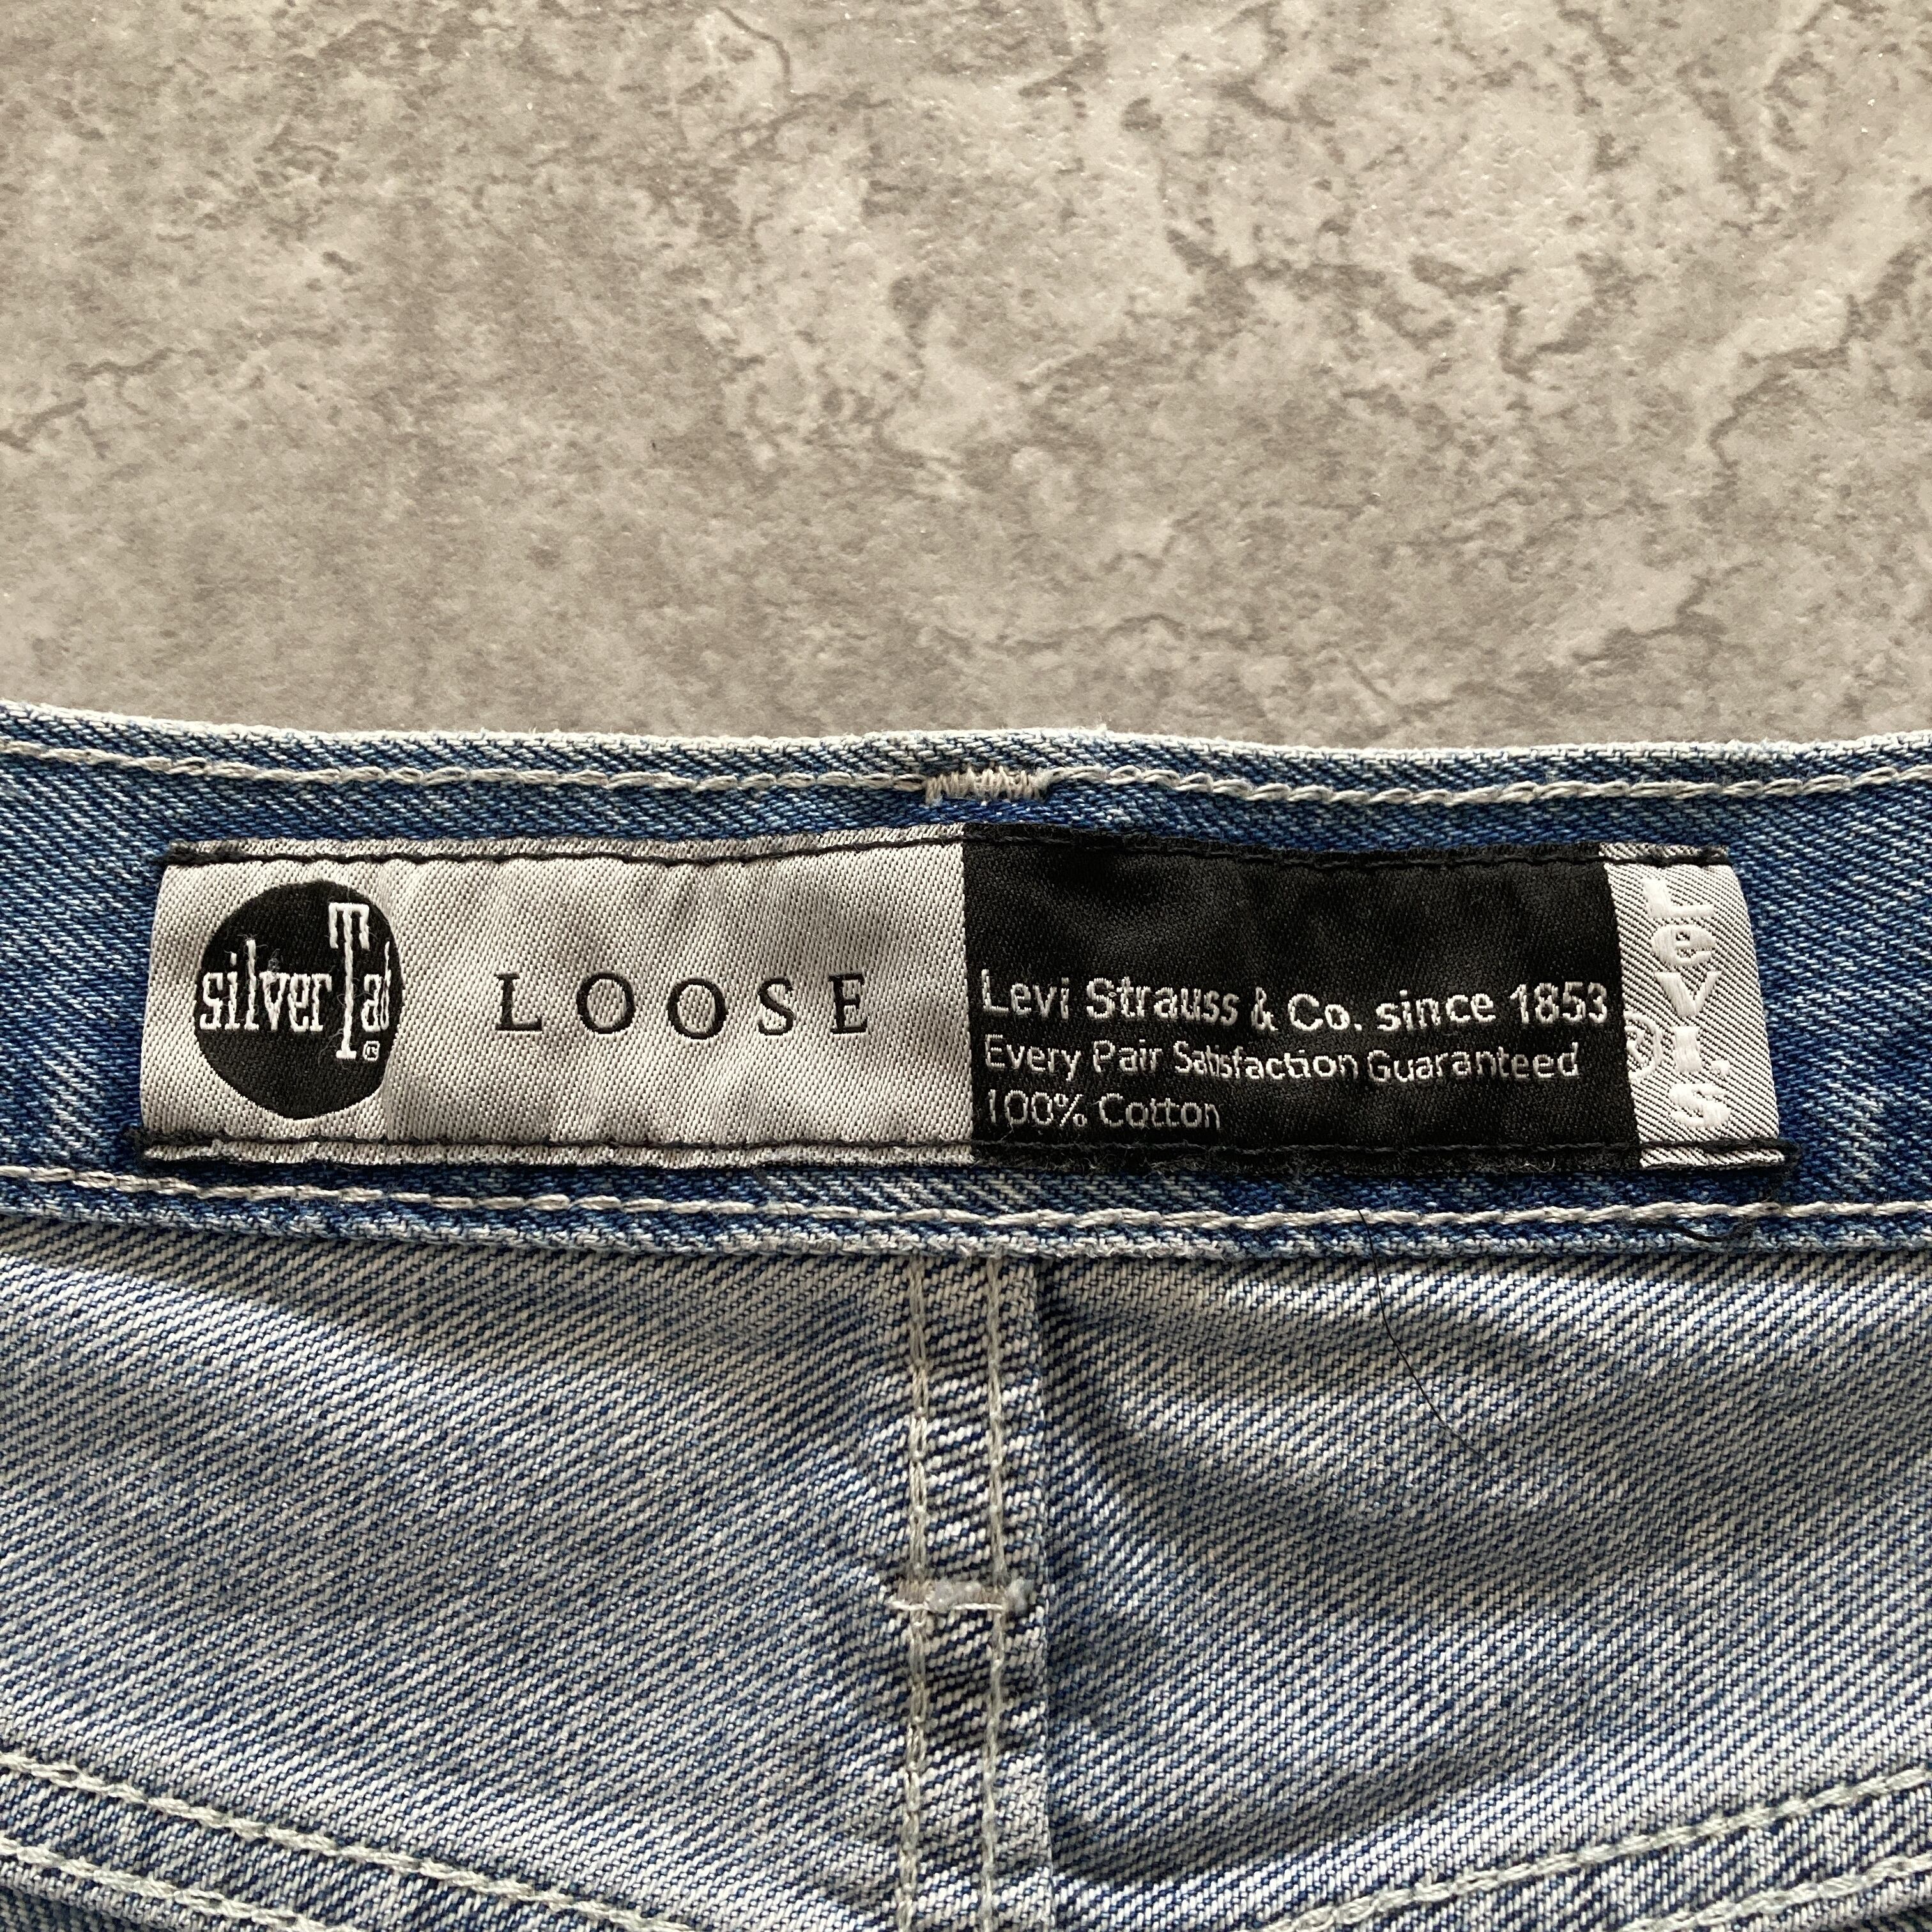 silverTab®
LOOSE
Levi Strauss & Co. since 1853
Every Pair Satisfaction Guaranteed
100% Cotton
Levi's
®